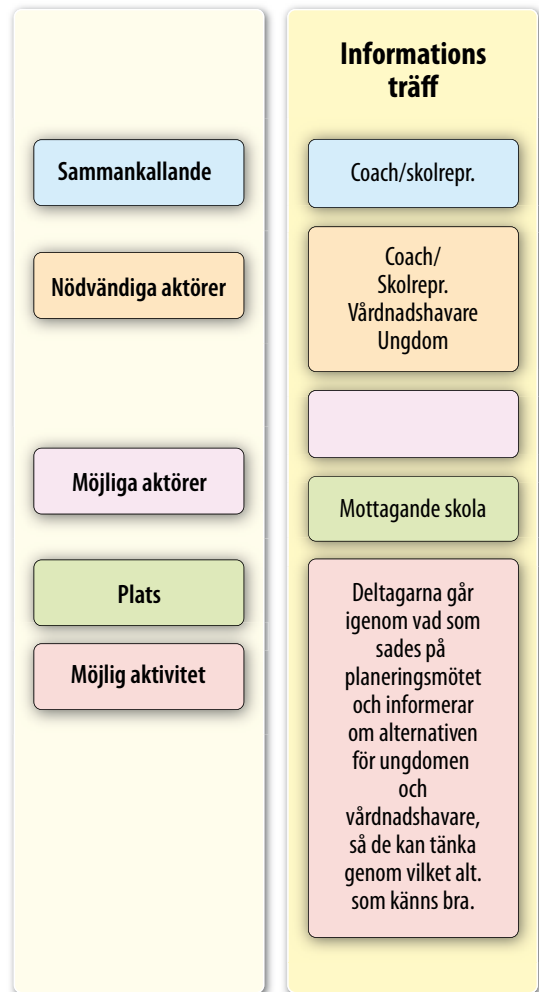 Sammankallande
Nödvändiga aktörer
Möjliga aktörer
Plats
Möjlig aktivitet
Informations
träff
Coach/skolrepr.
Coach/
Skolrepr.
Vårdnadshavare
Ungdom
Mottagande skola
Deltagarna går
igenom vad som
sades på
planeringsmötet
och informerar
om alternativen
för ungdomen
och
vårdnadshavare,
så de kan tänka
genom vilket alt.
som känns bra.